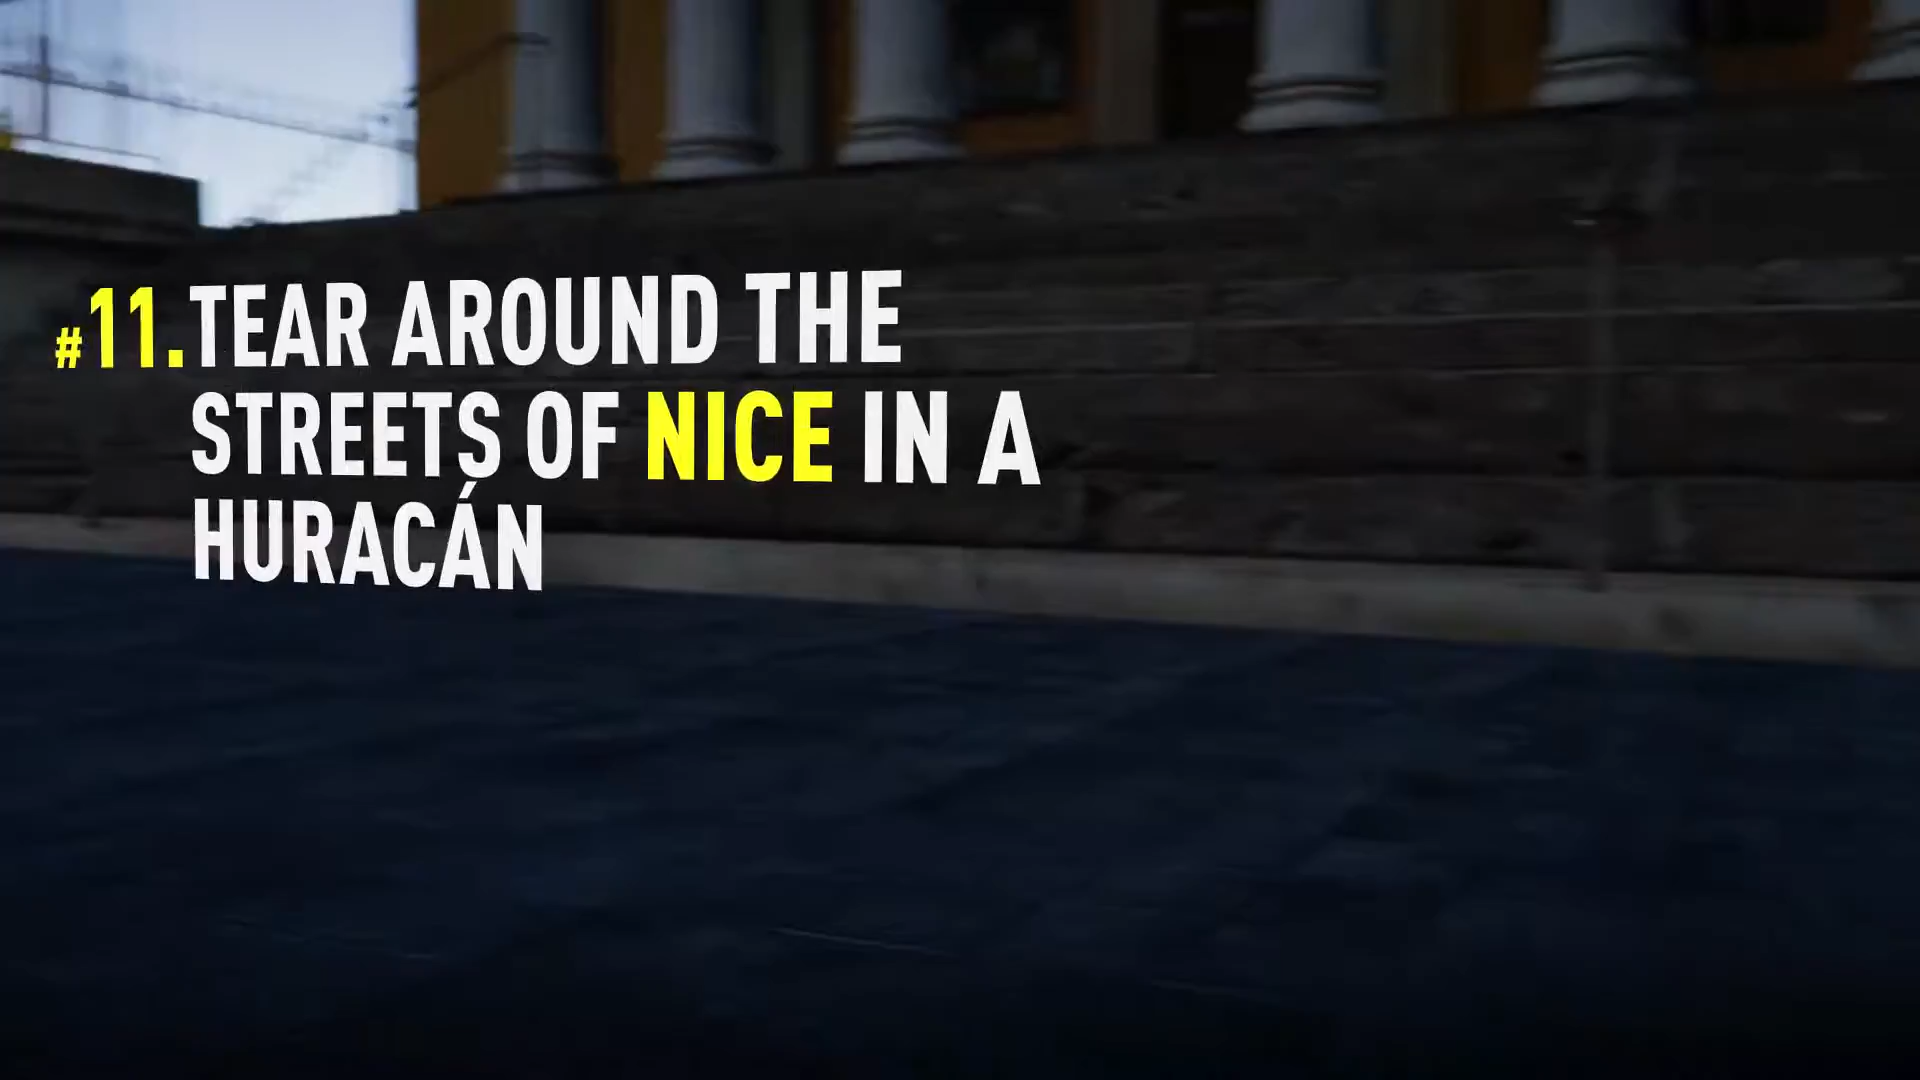 #11. TEAR AROUND THE
STREETS OF NICE IN A
HURACÁN